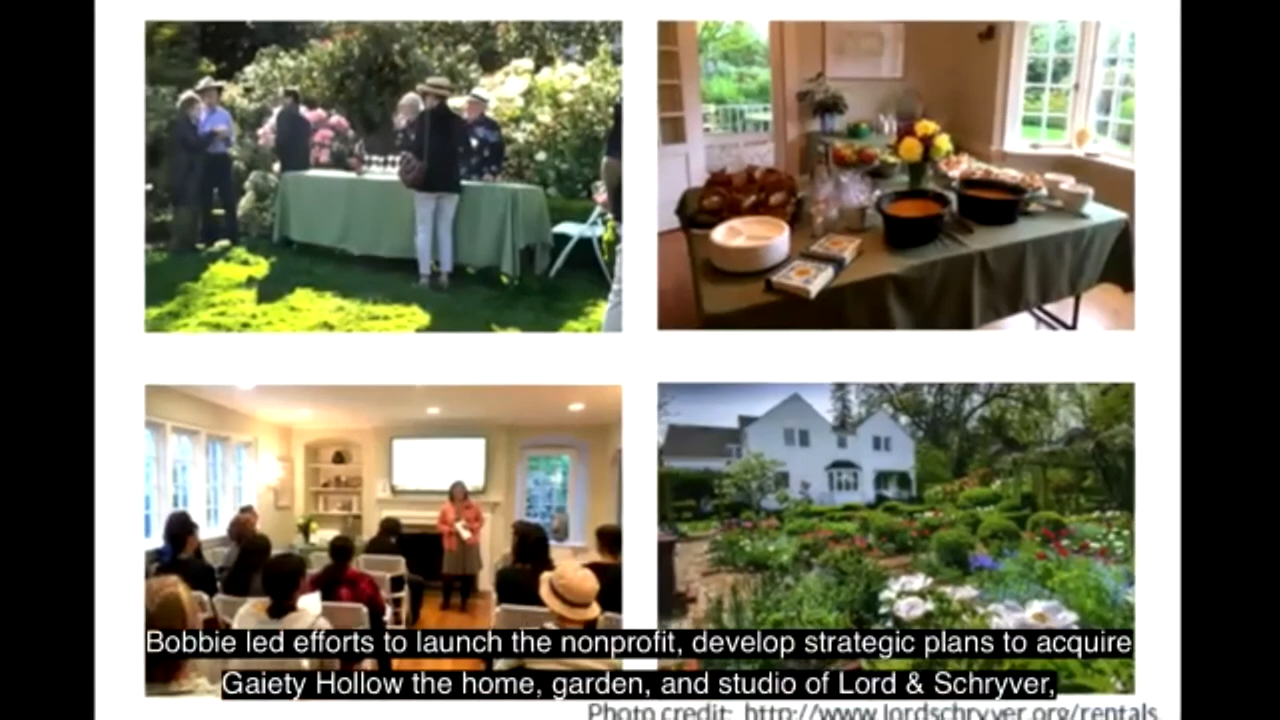 Bobbie led efforts to launch the nonprofit, develop strategic plans to acquire
Gaiety Hollow the home, garden, and studio of Lord & Schryver,
Photo credit: http://www.lordschryver.org/rentals